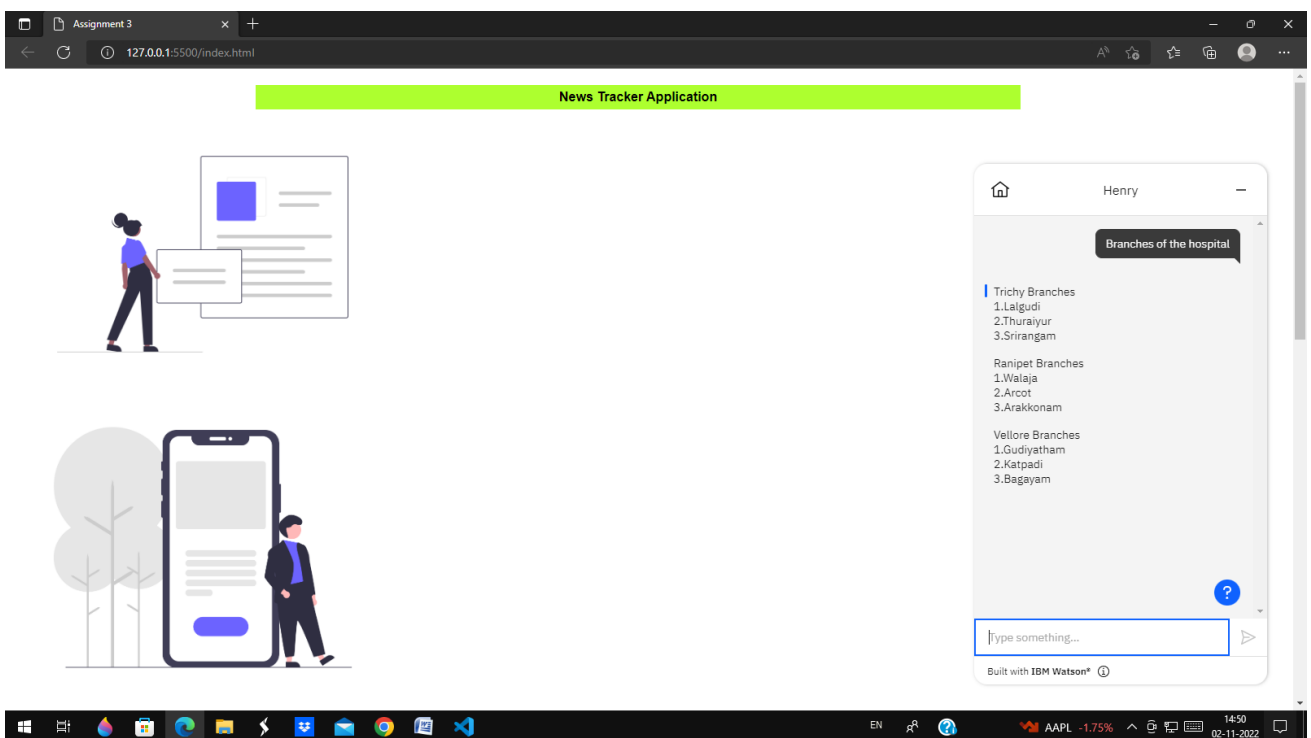 Assignment 3
127.0.0.1:5500/index.html
News Tracker Application
Henry
Branches of the hospital
Trichy Branches
1.Lalgudi
2.Thuraiyur
3.Srirangam
Ranipet Branches
1.Walaja
2.Arcot
3.Arakkonam
Vellore Branches
1.Gudiyatham
2.Katpadi
3.Bagayam
?
Type something...
Built with IBM Watson®
EN
AAPL -1.75%
14:50
02-11-2022